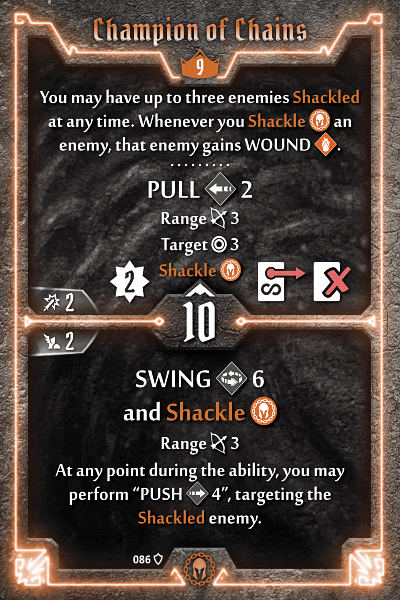 Champion of Chains
9
You may have up to three enemies Shackled
at any time. Whenever you Shackle an
enemy, that enemy gains WOUND .
PULL 2
Range 3
Target 3
Shackle
2
2
10
2
SWING 6
and Shackle
Range 3
At any point during the ability, you may
perform “PUSH 4”, targeting the
Shackled enemy.
086